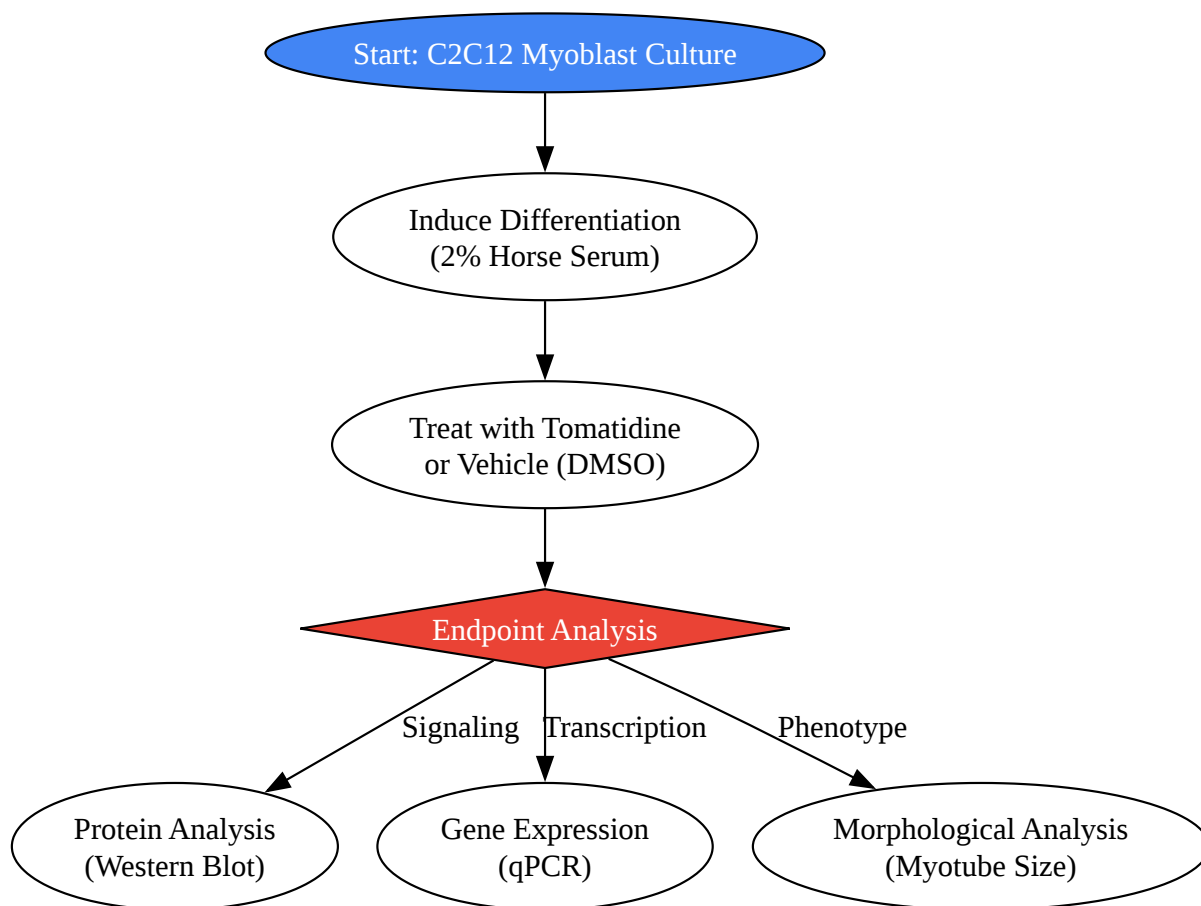 Start: C2C12 Myoblast Culture
Induce Differentiation
(2% Horse Serum)
Treat with Tomatidine
or Vehicle (DMSO)
Endpoint Analysis
Signaling
Transcription
Phenotype
Protein Analysis
(Western Blot)
Gene Expression
(qPCR)
Morphological Analysis
(Myotube Size)